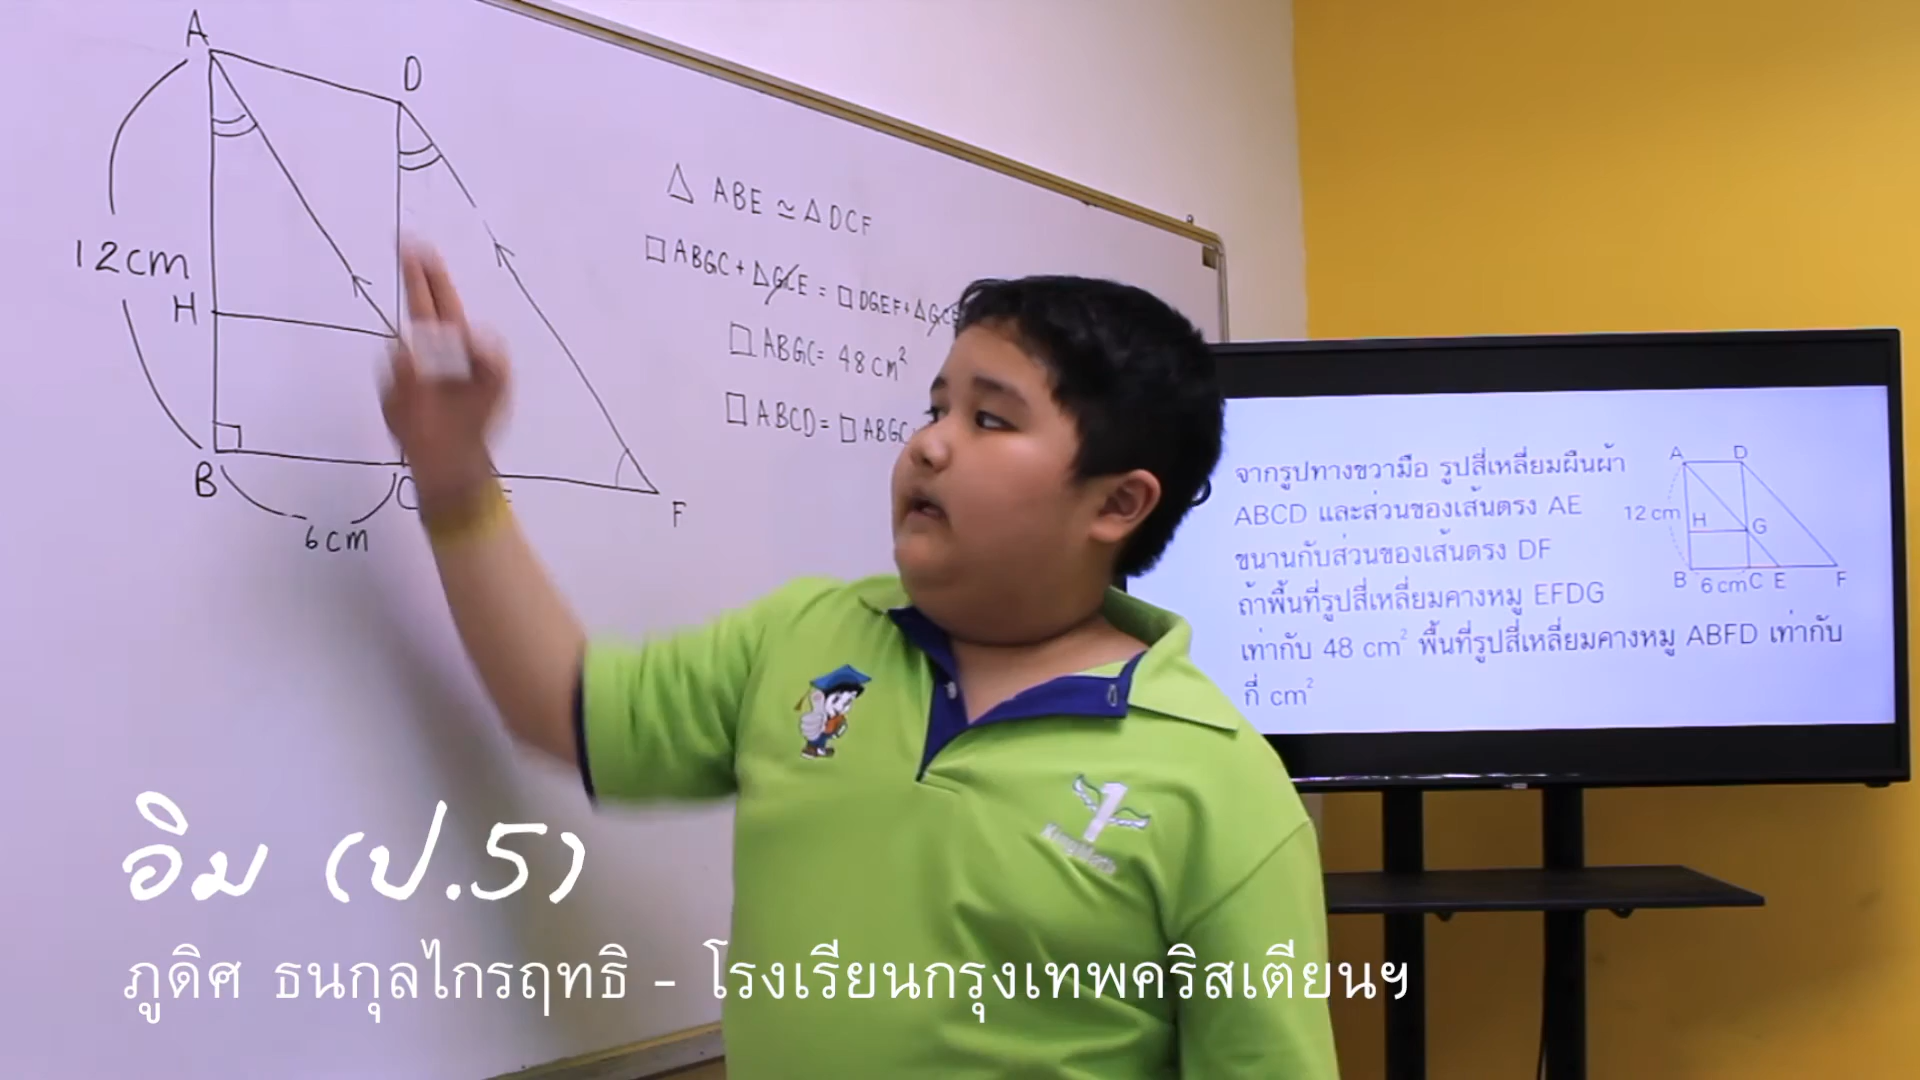 A
D
12cm
H
B
C
6cm
F
△ ABE ≃ △ DCF
□ ABGC + △GCE = □ DGEF + △GCE
□ ABGC = 48 cm²
□ ABCD = □ ABGC
จากรูปทางขวามือ รูปสี่เหลี่ยมผืนผ้า
ABCD และส่วนของเส้นตรง AE
ขนานกับส่วนของเส้นตรง DF
ถ้าพื้นที่รูปสี่เหลี่ยมคางหมู EFDG
เท่ากับ 48 cm² พื้นที่รูปสี่เหลี่ยมคางหมู ABFD เท่ากับ
กี่ cm²
A D
12 cm H G
B 6 cm C E F
1
อิม (ป.5)
ภูดิศ ธนกุลไกรฤทธิ - โรงเรียนกรุงเทพคริสเตียนฯ